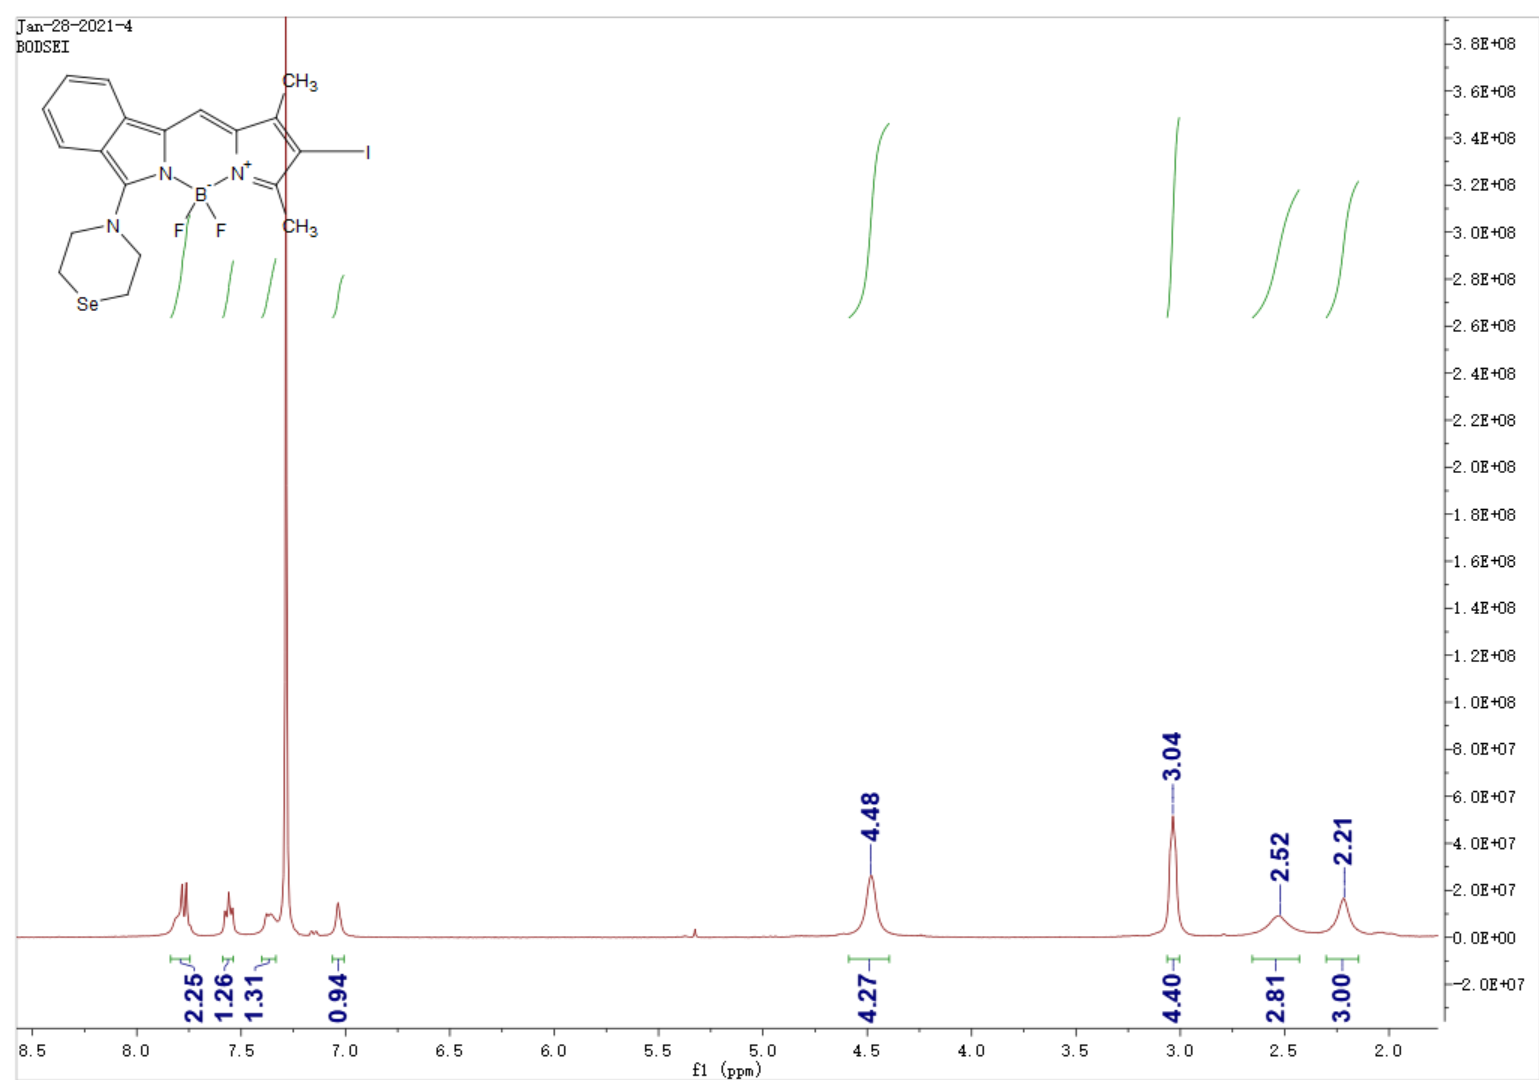 Jan-28-2021-4
BODSEI
CH3
I
N
N+
B-
F
F
CH3
N
Se
3.8E+08
3.6E+08
3.4E+08
3.2E+08
3.0E+08
2.8E+08
2.6E+08
2.4E+08
2.2E+08
2.0E+08
1.8E+08
1.6E+08
1.4E+08
1.2E+08
1.0E+08
8.0E+07
6.0E+07
4.0E+07
2.0E+07
0.0E+00
-2.0E+07
4.48
3.04
2.52
2.21
2.25
1.26
1.31
0.94
4.27
4.40
2.81
3.00
8.5 8.0 7.5 7.0 6.5 6.0 5.5 5.0 4.5 4.0 3.5 3.0 2.5 2.0
f1 (ppm)